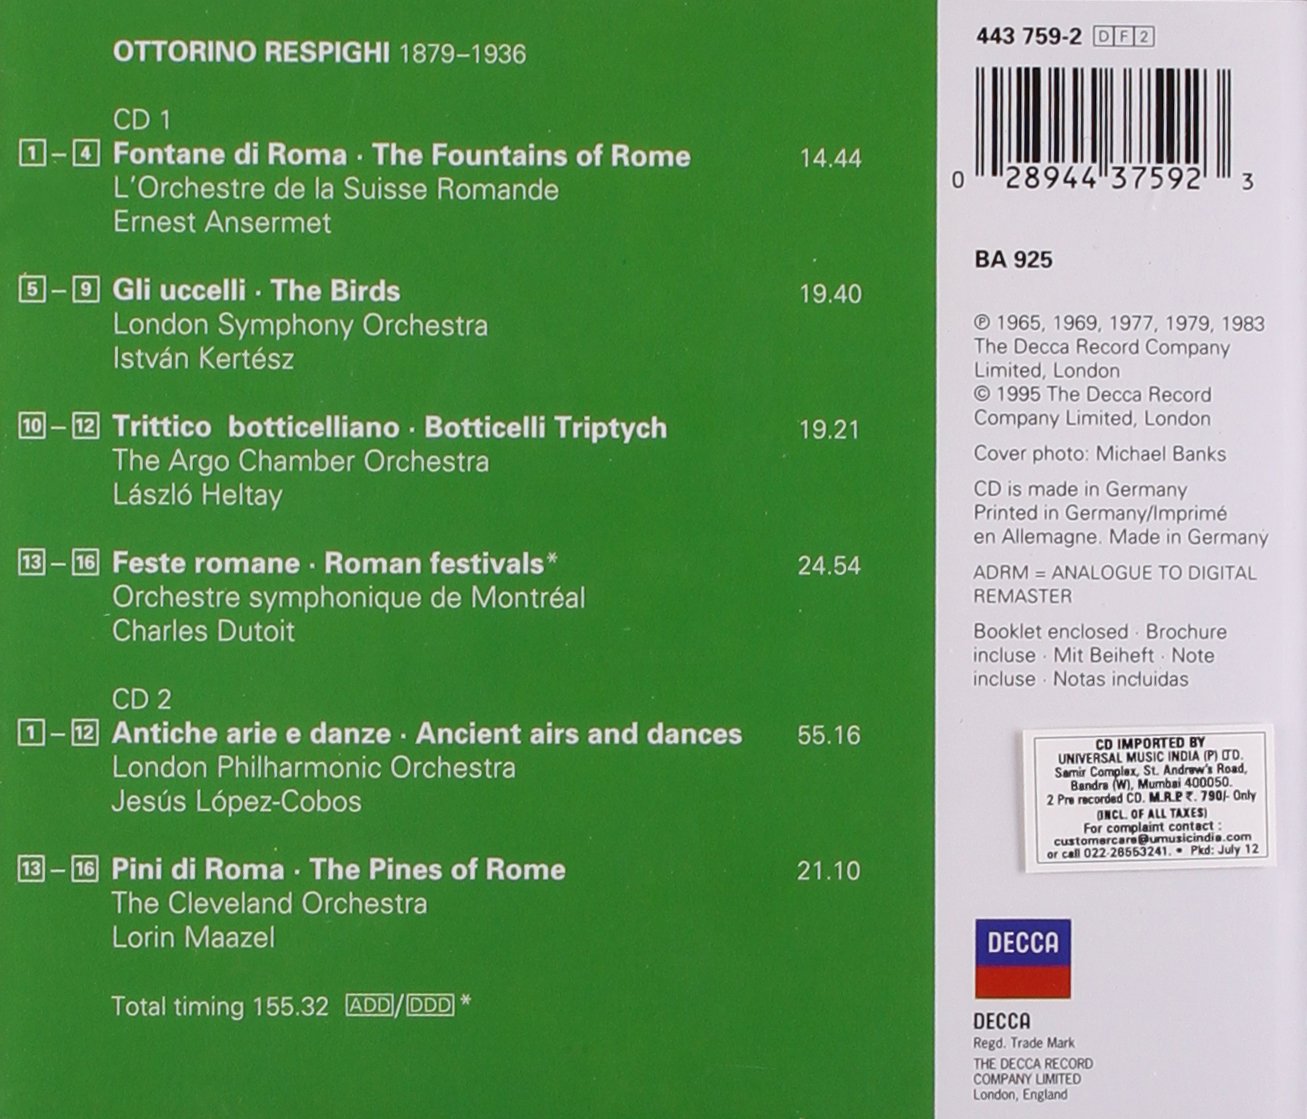 OTTORINO RESPIGHI 1879–1936
CD 1
1 – 4 Fontane di Roma · The Fountains of Rome 14.44
L'Orchestre de la Suisse Romande
Ernest Ansermet
5 – 9 Gli uccelli · The Birds 19.40
London Symphony Orchestra
István Kertész
10 – 12 Trittico botticelliano · Botticelli Triptych 19.21
The Argo Chamber Orchestra
László Heltay
13 – 16 Feste romane · Roman festivals* 24.54
Orchestre symphonique de Montréal
Charles Dutoit
CD 2
1 – 12 Antiche arie e danze · Ancient airs and dances 55.16
London Philharmonic Orchestra
Jesús López-Cobos
13 – 16 Pini di Roma · The Pines of Rome 21.10
The Cleveland Orchestra
Lorin Maazel
Total timing 155.32 ADD/DDD*
443 759-2 DF2
0 28944 37592 3
BA 925
℗ 1965, 1969, 1977, 1979, 1983
The Decca Record Company
Limited, London
© 1995 The Decca Record
Company Limited, London
Cover photo: Michael Banks
CD is made in Germany
Printed in Germany/Imprimé
en Allemagne. Made in Germany
ADRM = ANALOGUE TO DIGITAL
REMASTER
Booklet enclosed · Brochure
incluse · Mit Beiheft · Note
incluse · Notas incluidas
CD IMPORTED BY
UNIVERSAL MUSIC INDIA (P) LTD.
Samir Complex, St. Andrew's Road,
Bandra (W), Mumbai 400050.
2 Pre recorded CD. M.R.P ₹. 790/- Only
(INCL. OF ALL TAXES)
For complaint contact :
customercare@umusicindia.com
or call 022-26553241. • Pkd: July 12
DECCA
DECCA
Regd. Trade Mark
THE DECCA RECORD
COMPANY LIMITED
London, England